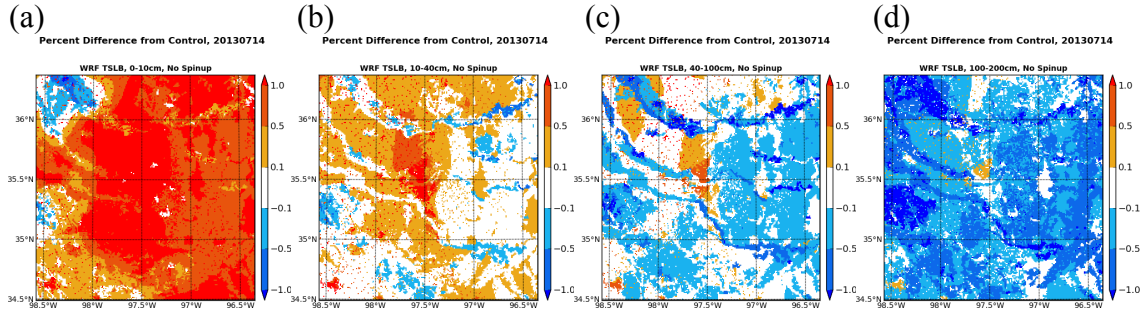 (a)
Percent Difference from Control, 20130714
WRF TSLB, 0-10cm, No Spinup
36°N
35.5°N
35°N
34.5°N
98.5°W 98°W 97.5°W 97°W 96.5°W
1.0
0.5
0.1
−0.1
−0.5
−1.0
(b)
Percent Difference from Control, 20130714
WRF TSLB, 10-40cm, No Spinup
36°N
35.5°N
35°N
34.5°N
98.5°W 98°W 97.5°W 97°W 96.5°W
1.0
0.5
0.1
−0.1
−0.5
−1.0
(c)
Percent Difference from Control, 20130714
WRF TSLB, 40-100cm, No Spinup
36°N
35.5°N
35°N
34.5°N
98.5°W 98°W 97.5°W 97°W 96.5°W
1.0
0.5
0.1
−0.1
−0.5
−1.0
(d)
Percent Difference from Control, 20130714
WRF TSLB, 100-200cm, No Spinup
36°N
35.5°N
35°N
34.5°N
98.5°W 98°W 97.5°W 97°W 96.5°W
1.0
0.5
0.1
−0.1
−0.5
−1.0